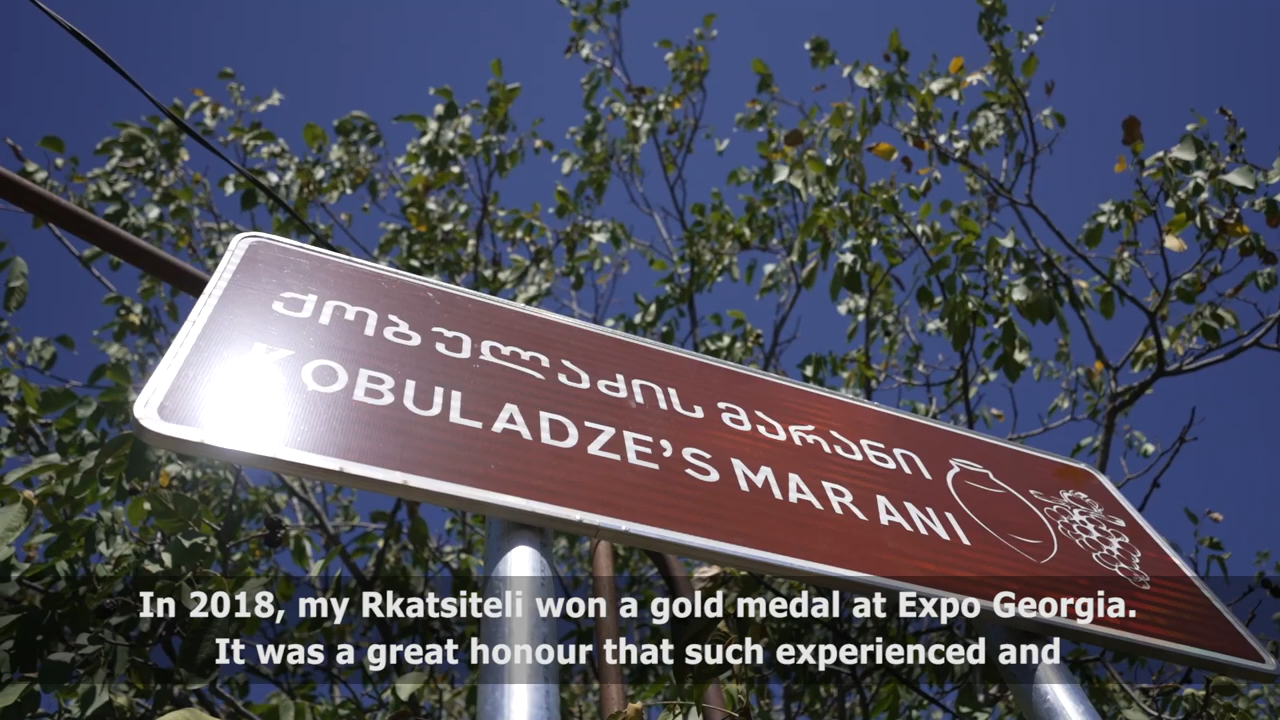 ქობულაძის მარანი
KOBULADZE'S MARANI
In 2018, my Rkatsiteli won a gold medal at Expo Georgia.
It was a great honour that such experienced and